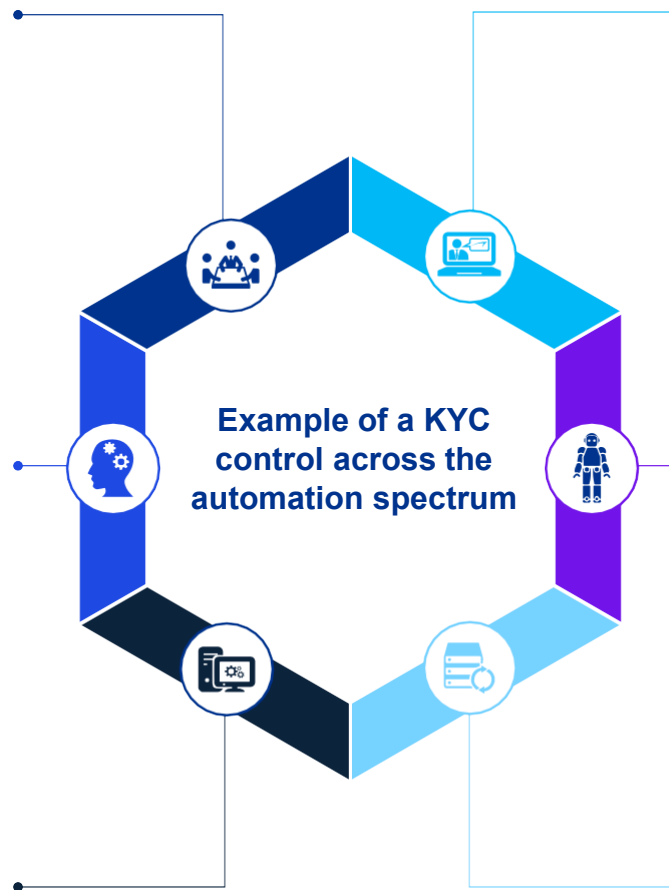 Example of a KYC
control across the
automation spectrum